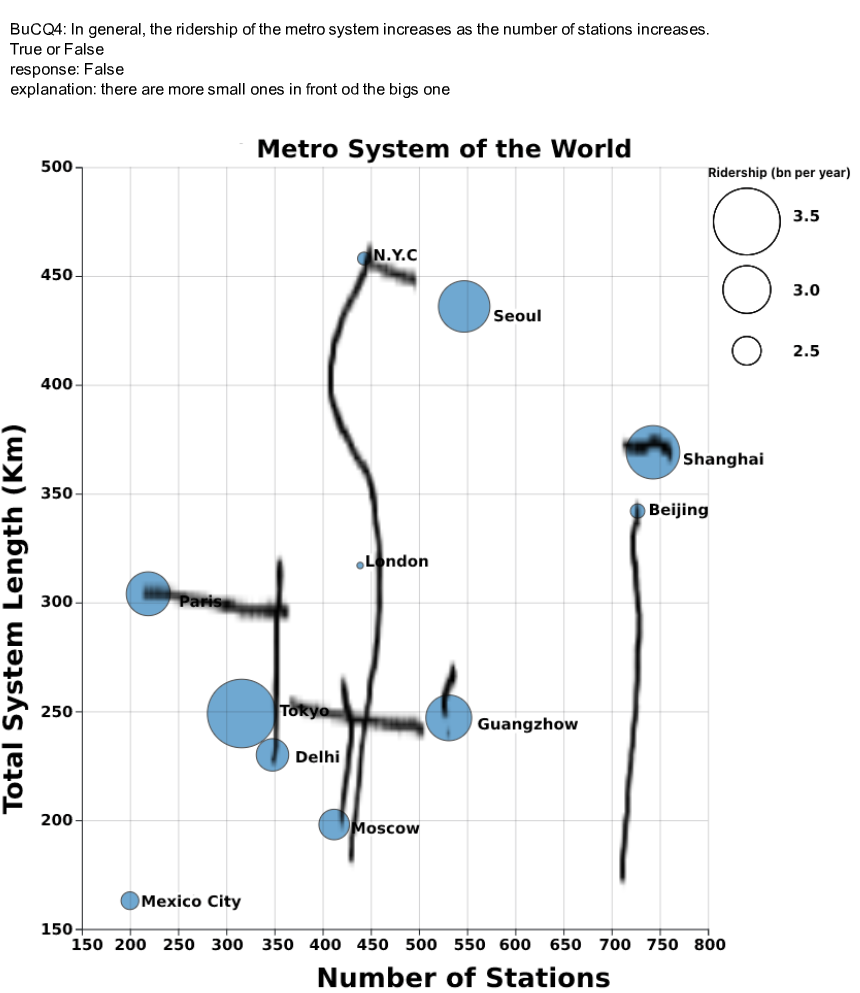 BuCQ4: In general, the ridership of the metro system increases as the number of stations increases.
True or False
response: False
explanation: there are more small ones in front od the bigs one
Metro System of the World
Ridership (bn per year)
3.5
3.0
2.5
Total System Length (Km)
500
450
400
350
300
250
200
150
N.Y.C
Seoul
Shanghai
Beijing
London
Paris
Tokyo
Guangzhow
Delhi
Moscow
Mexico City
150 200 250 300 350 400 450 500 550 600 650 700 750 800
Number of Stations